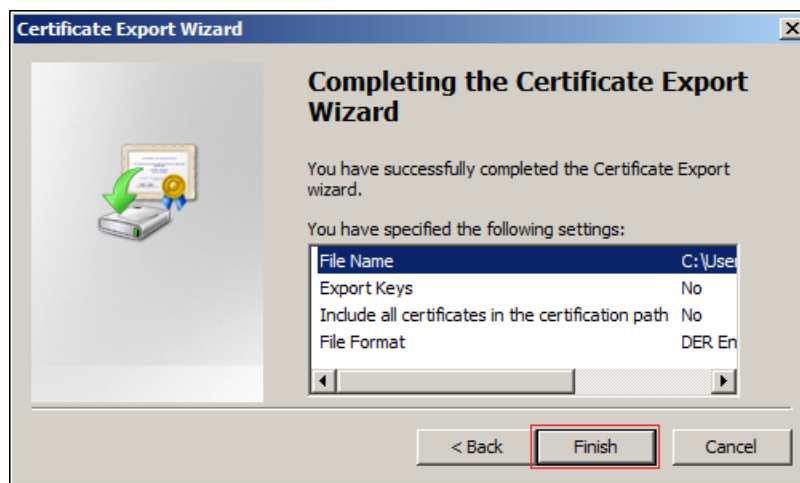 Certificate Export Wizard
Completing the Certificate Export
Wizard
You have successfully completed the Certificate Export
wizard.
You have specified the following settings:
File Name C:\User
Export Keys No
Include all certificates in the certification path No
File Format DER En
< Back Finish Cancel